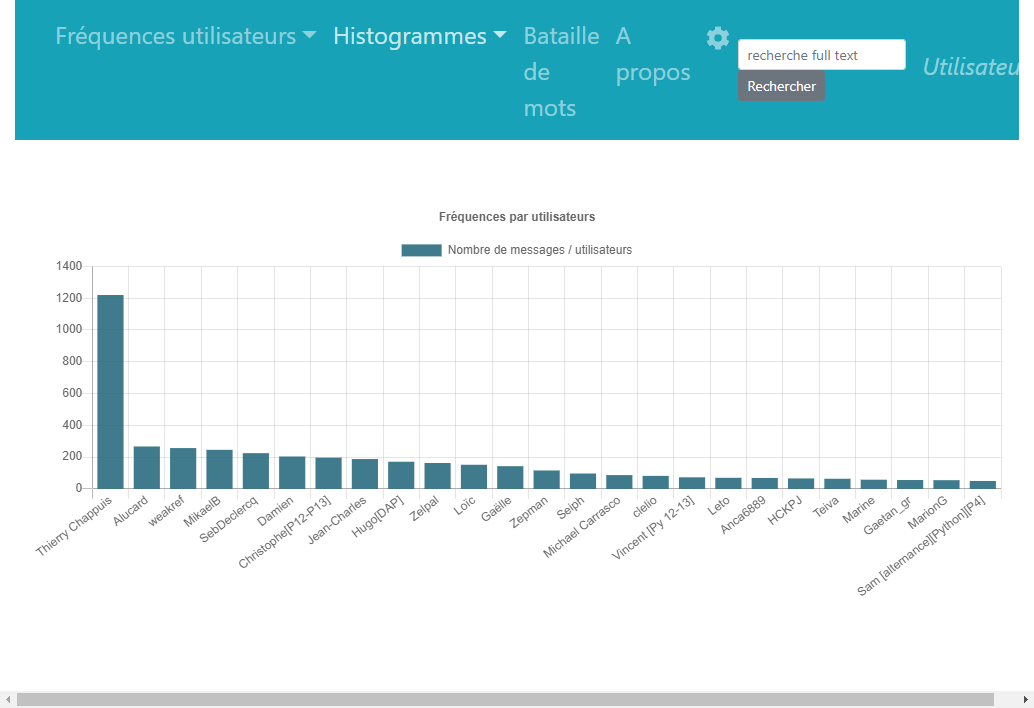 Fréquences utilisateurs
Histogrammes
Bataille
de
mots
A
propos
recherche full text
Rechercher
Utilisateu
Fréquences par utilisateurs
Nombre de messages / utilisateurs
1400
1200
1000
800
600
400
200
0
Thierry Chappuis
Alucard
weakref
MikaelB
SebDeclercq
Damien
Christophe[P12-P13]
Jean-Charles
Hugo[DAP]
Zelpal
Loïc
Gaëlle
Zepman
Seiph
Michael Carrasco
clelio
Vincent [Py 12-13]
Leto
Anca6889
HCKPJ
Teiva
Marine
Gaetan_gr
MarionG
Sam [alternance][Python][P4]